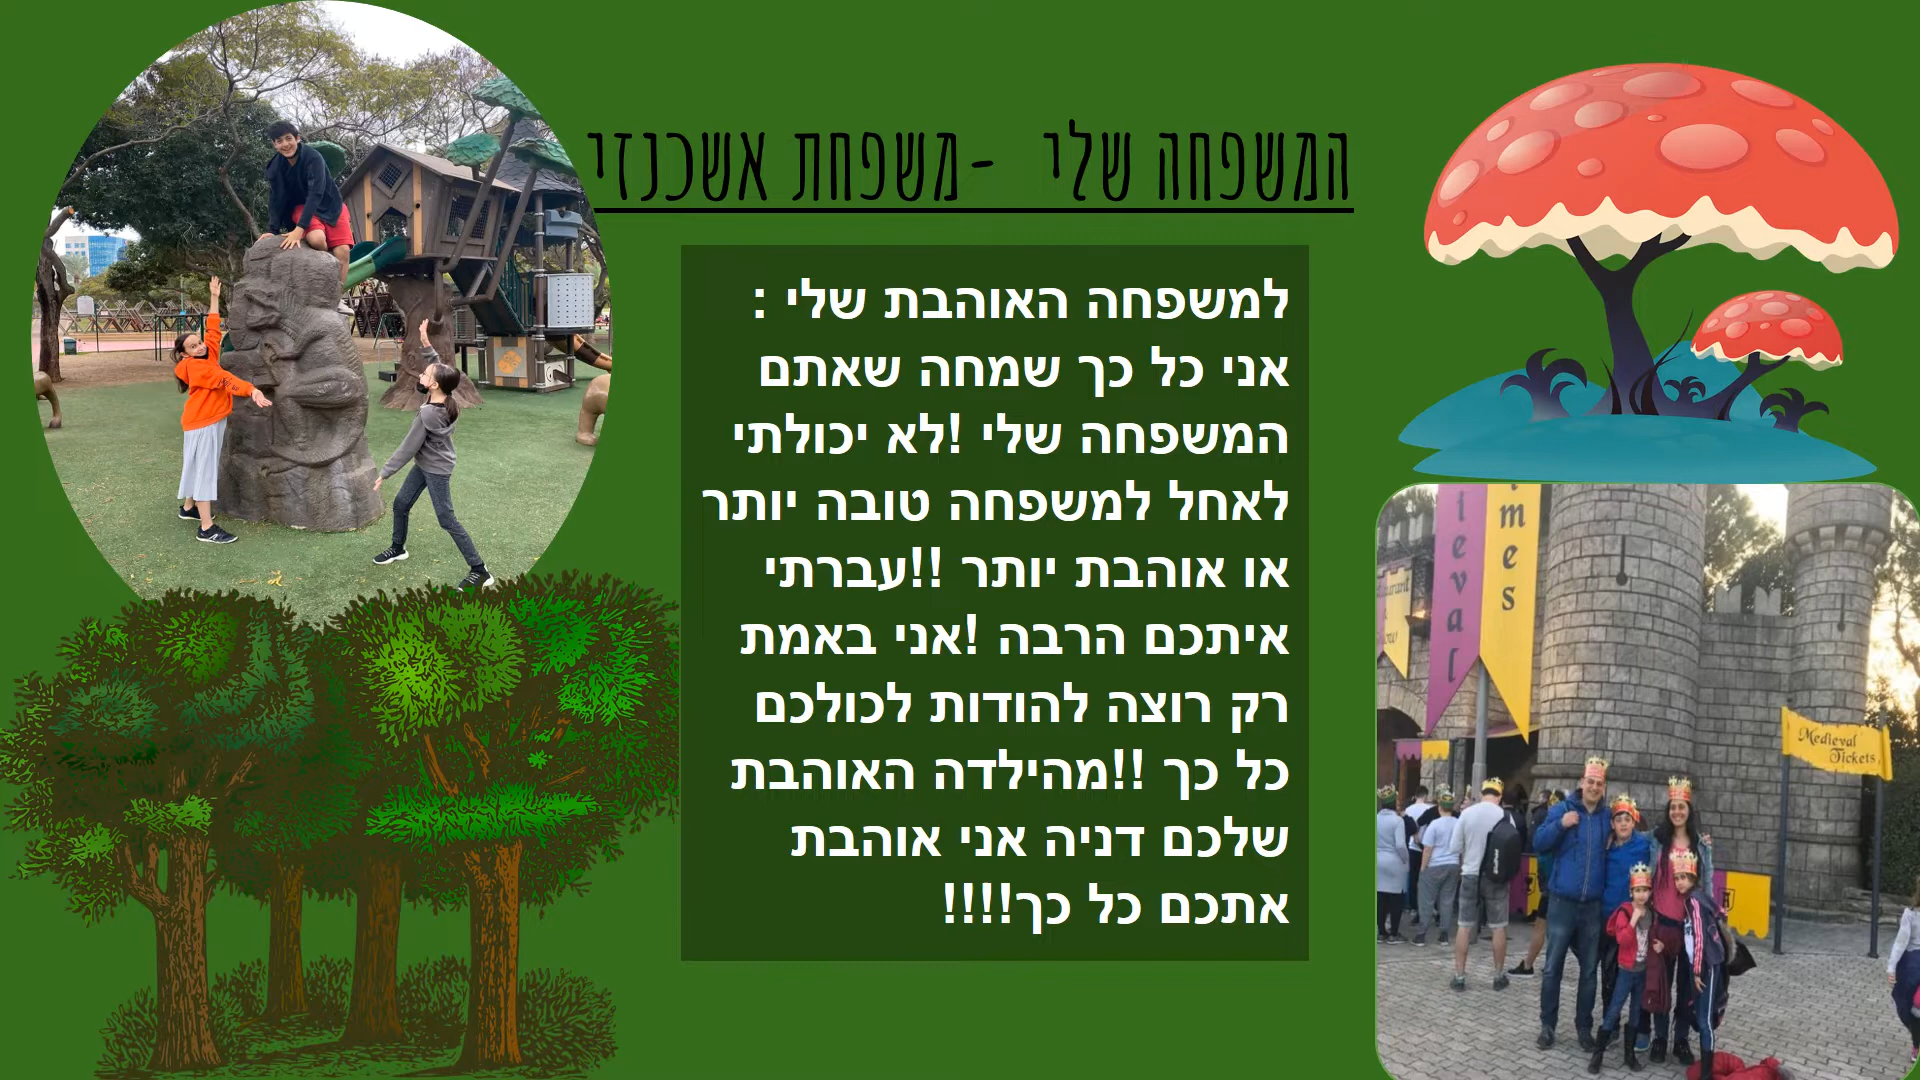 המשפחה שלי -משפחת אשכנזי
למשפחה האוהבת שלי :
אני כל כך שמחה שאתם
המשפחה שלי !לא יכולתי
לאחל למשפחה טובה יותר
או אוהבת יותר !!עברתי
איתכם הרבה !אני באמת
רק רוצה להודות לכולכם
כל כך !!מהילדה האוהבת
שלכם דניה אני אוהבת
אתכם כל כך!!!!
ieval
mes
Medieval
Tickets